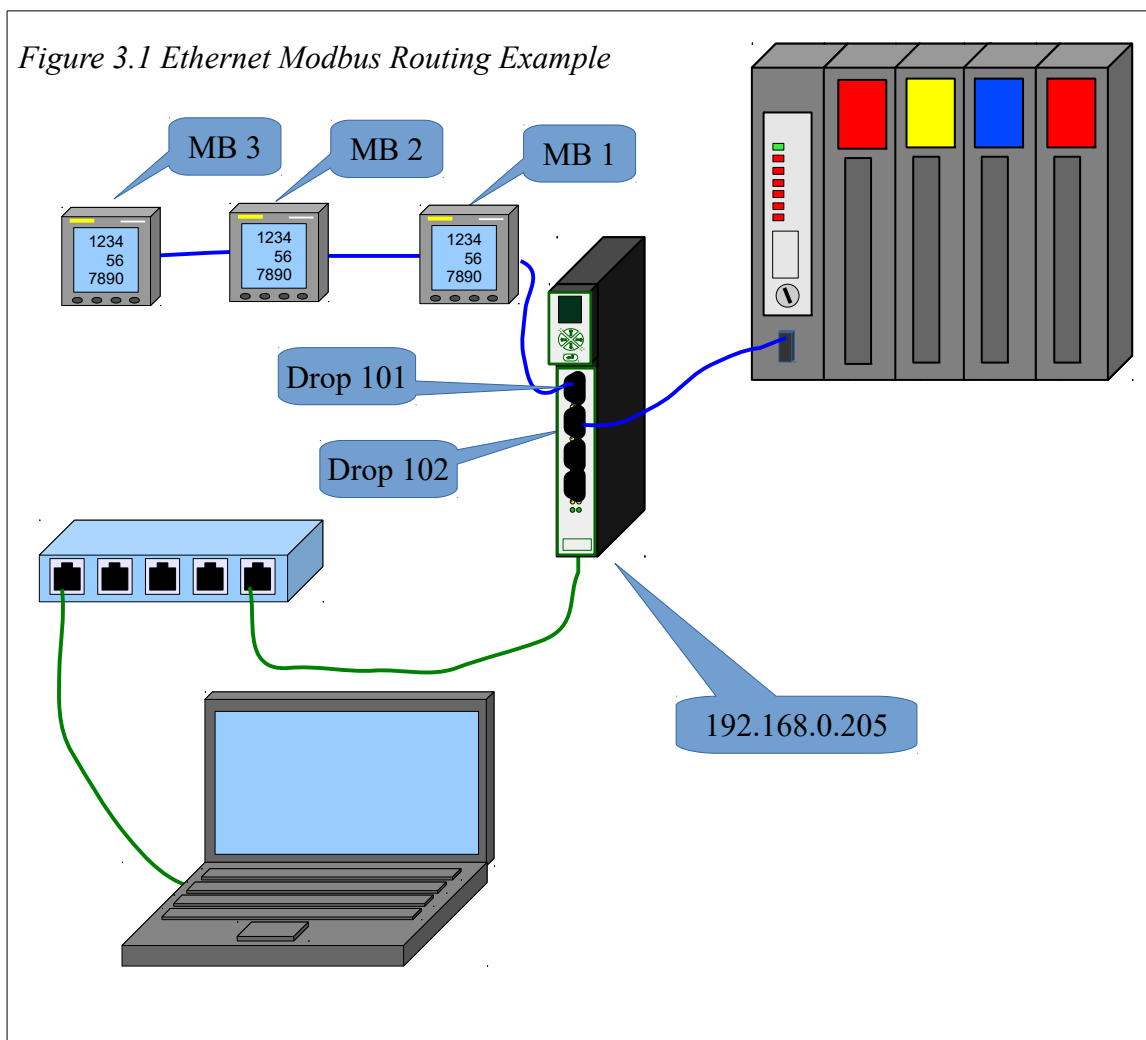 Figure 3.1 Ethernet Modbus Routing Example
MB 3
MB 2
MB 1
1234
56
7890
1234
56
7890
1234
56
7890
Drop 101
Drop 102
192.168.0.205